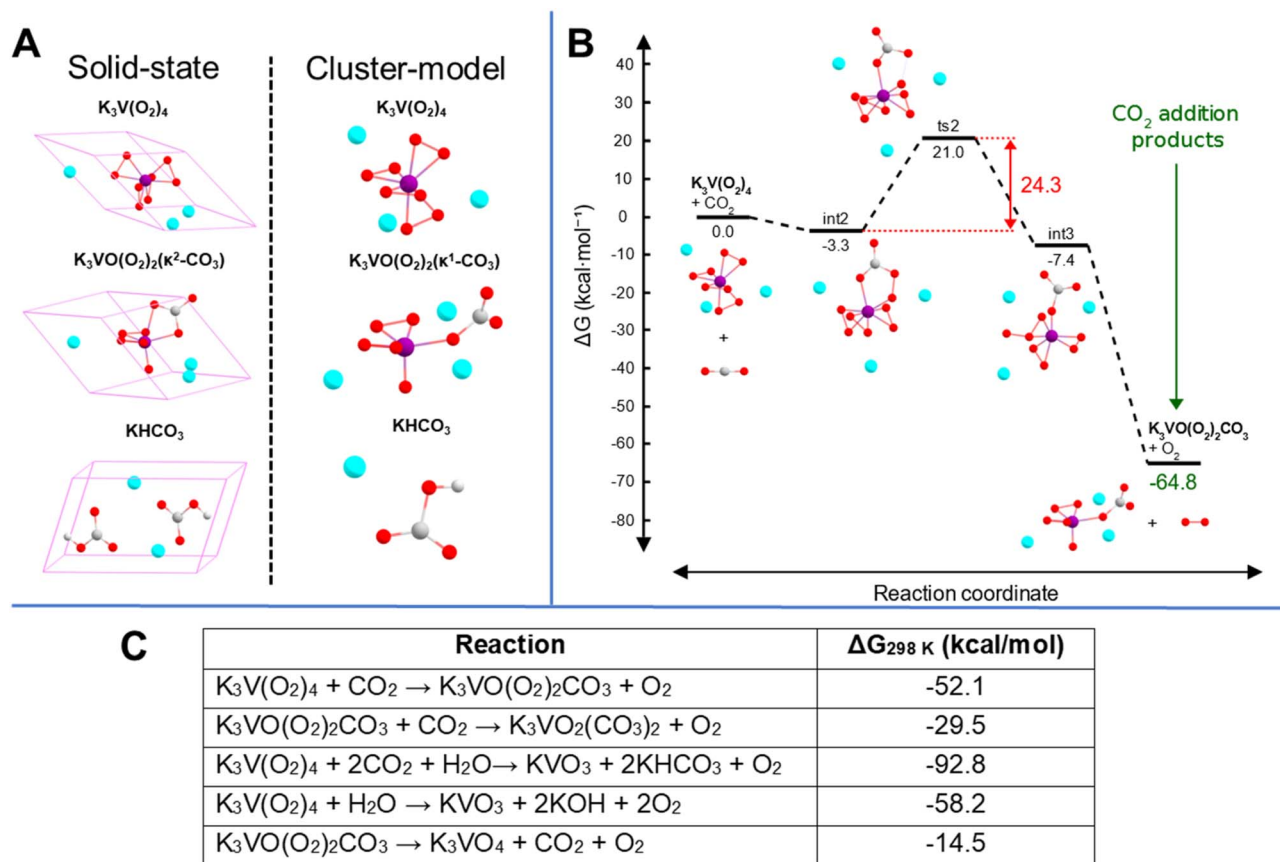 A
Solid-state
Cluster-model
K₃V(O₂)₄
K₃V(O₂)₄
K₃VO(O₂)₂(κ²-CO₃)
K₃VO(O₂)₂(κ¹-CO₃)
KHCO₃
KHCO₃
B
ΔG (kcal·mol⁻¹)
40
30
20
10
0
-10
-20
-30
-40
-50
-60
-70
-80
K₃V(O₂)₄
+ CO₂
0.0
+
int2
-3.3
ts2
21.0
24.3
int3
-7.4
CO₂ addition
products
K₃VO(O₂)₂CO₃
+ O₂
-64.8
+
Reaction coordinate
C
Reaction ΔG₂₉₈ K (kcal/mol)
K₃V(O₂)₄ + CO₂ → K₃VO(O₂)₂CO₃ + O₂ -52.1
K₃VO(O₂)₂CO₃ + CO₂ → K₃VO₂(CO₃)₂ + O₂ -29.5
K₃V(O₂)₄ + 2CO₂ + H₂O→ KVO₃ + 2KHCO₃ + O₂ -92.8
K₃V(O₂)₄ + H₂O → KVO₃ + 2KOH + 2O₂ -58.2
K₃VO(O₂)₂CO₃ → K₃VO₄ + CO₂ + O₂ -14.5